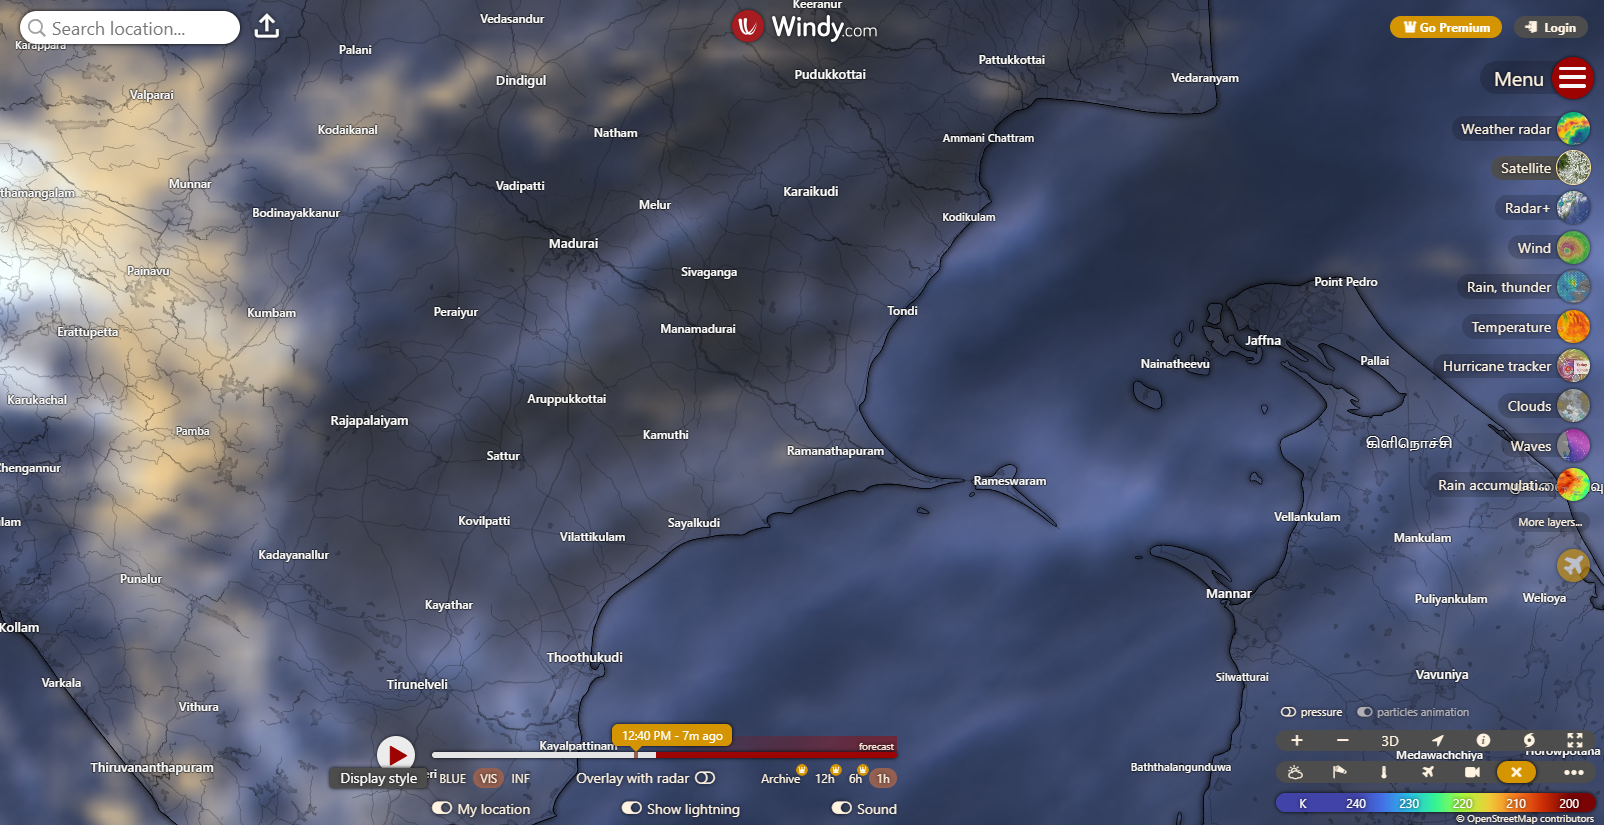 Search location...
Windy.com
Go Premium
Login
Menu
Weather radar
Satellite
Radar+
Wind
Rain, thunder
Temperature
Hurricane tracker
Clouds
Waves
Rain accumulati
More layers...
Keeranur
Vedasandur
Karappara
Palani
Pattukkottai
Pudukkottai
Vedaranyam
Dindigul
Valparai
Kodaikanal
Natham
Ammani Chattram
Munnar
Vadipatti
Karaikudi
thamangalam
Bodinayakkanur
Melur
Kodikulam
Madurai
Painavu
Sivaganga
Point Pedro
Kumbam
Peraiyur
Tondi
Erattupetta
Manamadurai
Jaffna
Nainatheevu
Pallai
Karukachal
Aruppukkottai
Rajapalaiyam
Pamba
Kamuthi
கிளிநொச்சி
Sattur
Ramanathapuram
Chengannur
Rameswaram
lam
Kovilpatti
Sayalkudi
Vellankulam
Vilattikulam
Mankulam
Kadayanallur
Punalur
Mannar
Puliyankulam
Welioya
Kayathar
Kollam
Thoothukudi
Varkala
Tirunelveli
Silwatturai
Vavuniya
Vithura
pressure
particles animation
12:40 PM - 7m ago
Kayalpattinam
forecast
3D
Medawachchiya
Horowpotana
Thiruvananthapuram
Baththalangunduwa
Display style
eri
BLUE
VIS
INF
Overlay with radar
Archive
12h
6h
1h
My location
Show lightning
Sound
K 240 230 220 210 200
© OpenStreetMap contributors